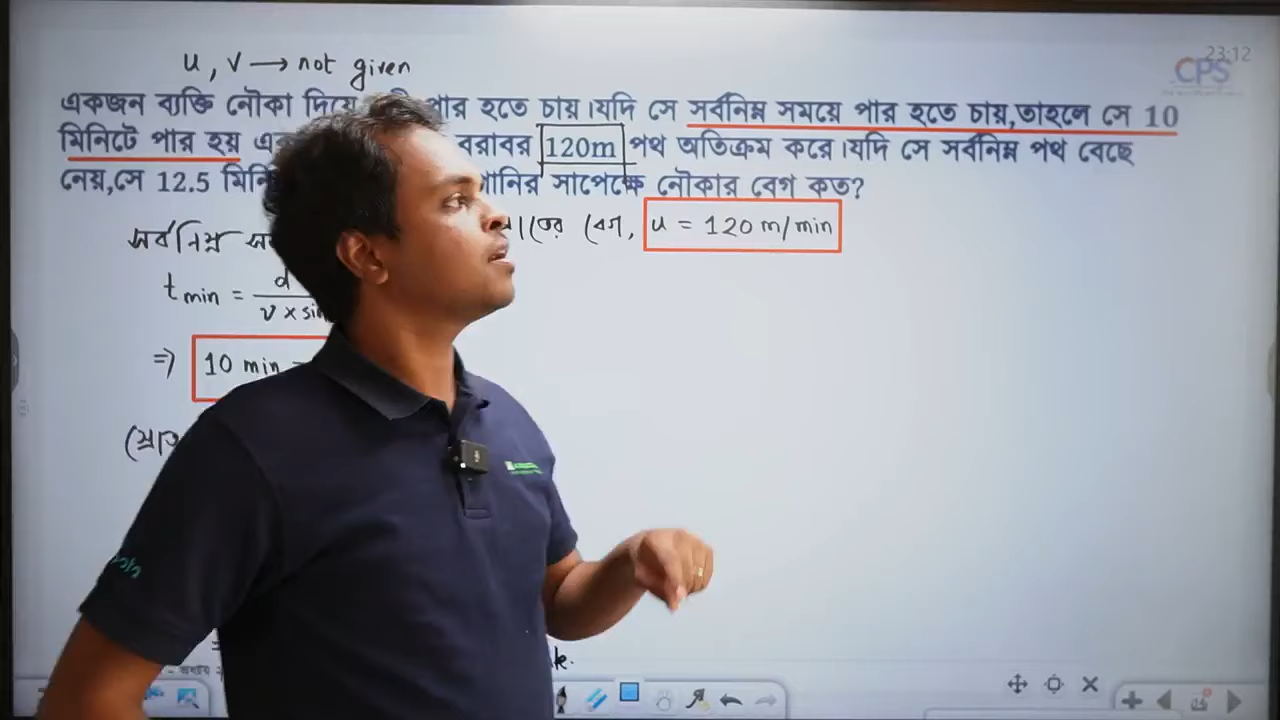 23:12
CPS
u, v → not given
একজন ব্যক্তি নৌকা দিয়ে পার হতে চায়।যদি সে সর্বনিম্ন সময়ে পার হতে চায়,তাহলে সে 10
মিনিটে পার হয় বরাবর 120m পথ অতিক্রম করে।যদি সে সর্বনিম্ন পথ বেছে
নেয়,সে 12.5 সাপেক্ষে নৌকার বেগ কত?
সর্বনিম্ন বেগ, u = 120 m/min
t min = d
v x sin
=> 10 min